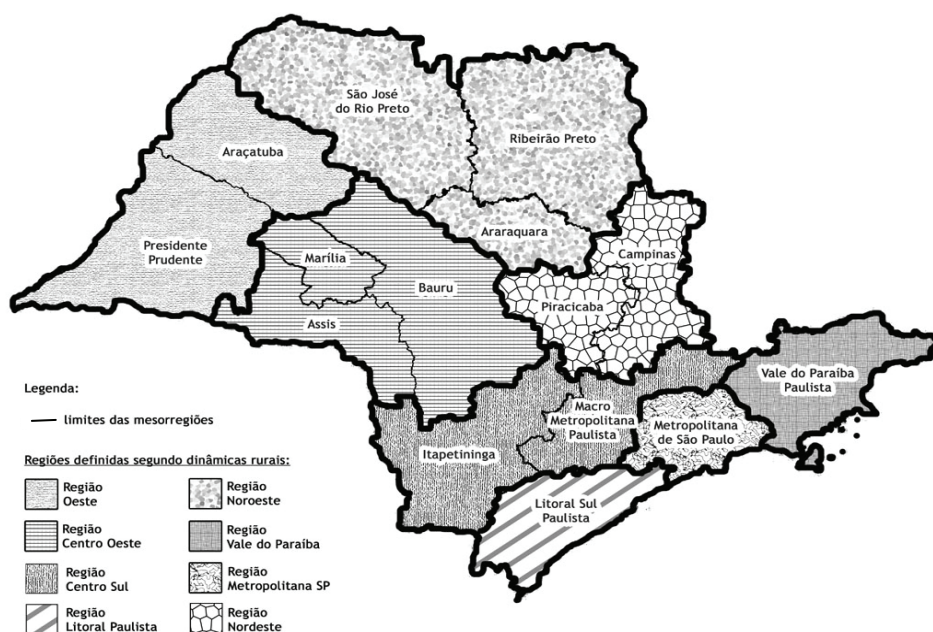 São José
do Rio Preto
Ribeirão Preto
Araçatuba
Araraquara
Presidente
Prudente
Marília
Campinas
Bauru
Piracicaba
Assis
Vale do Paraíba
Paulista
Macro
Metropolitana
Paulista
Metropolitana
de São Paulo
Itapetininga
Litoral Sul
Paulista
Legenda:
limites das mesorregiões
Regiões definidas segundo dinâmicas rurais:
Região
Oeste
Região
Noroeste
Região
Centro Oeste
Região
Vale do Paraíba
Região
Centro Sul
Região
Metropolitana SP
Região
Litoral Paulista
Região
Nordeste